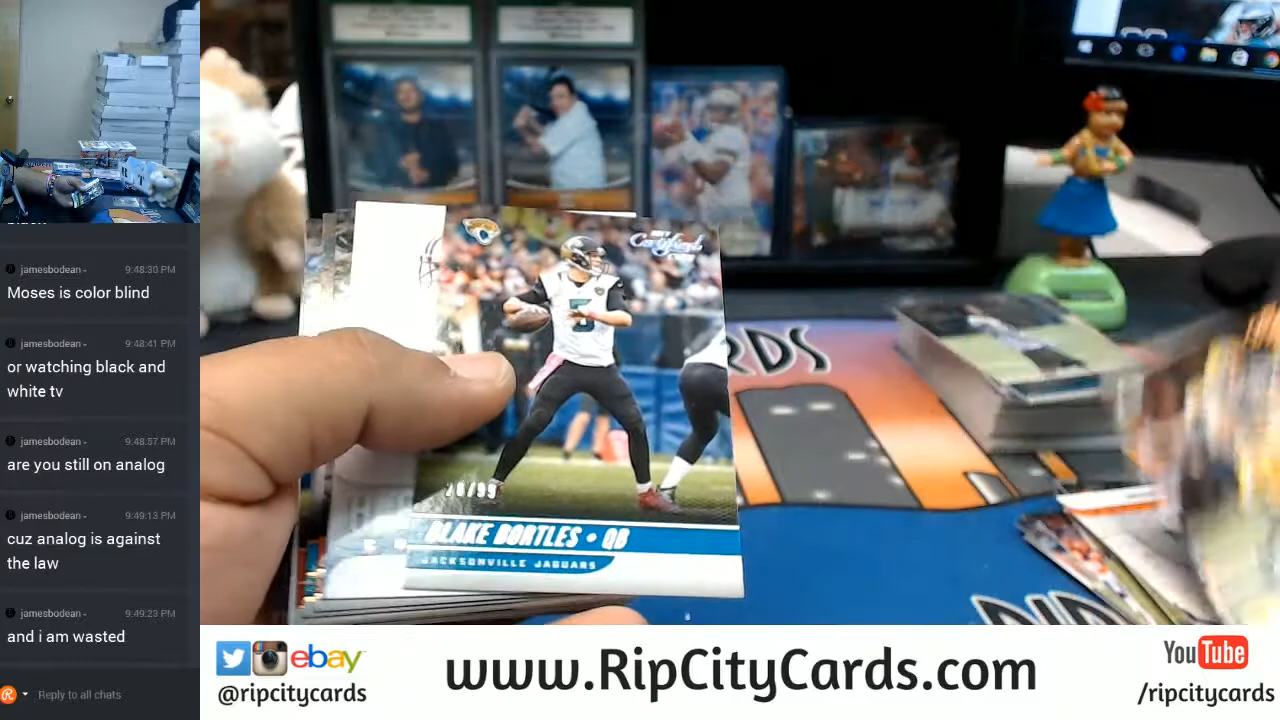 jamesbodean - 9:48:30 PM
Moses is color blind
jamesbodean - 9:48:41 PM
or watching black and
white tv
jamesbodean - 9:48:57 PM
are you still on analog
jamesbodean - 9:49:13 PM
cuz analog is against
the law
jamesbodean - 9:49:23 PM
and i am wasted
Reply to all chats
Certified
5
BLAKE BORTLES • QB
JACKSONVILLE JAGUARS
RDS
ebay
@ripcitycards
www.RipCityCards.com
YouTube
/ripcitycards